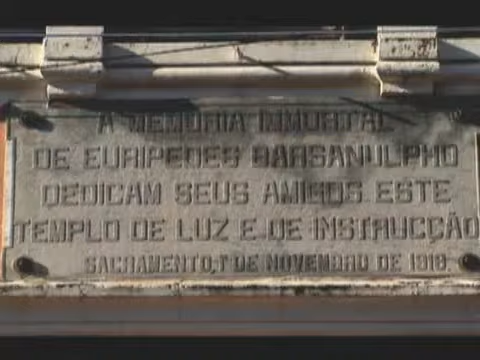 A MEMORIA IMMORTAL
DE EURIPEDES BARSANULPHO
DEDICAM SEUS AMIGOS ESTE
TEMPLO DE LUZ E DE INSTRUCÇÃO
SACRAMENTO, 1º DE NOVEMBRO DE 1918